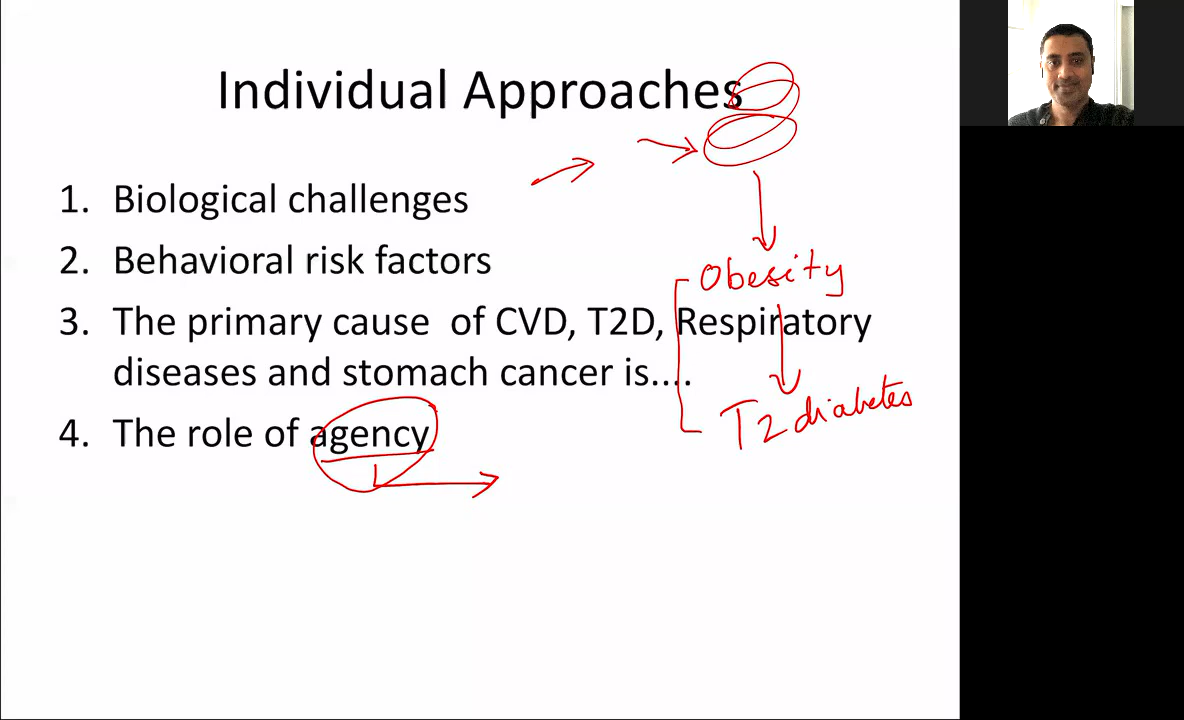 Individual Approaches
1. Biological challenges
2. Behavioral risk factors
Obesity
3. The primary cause of CVD, T2D, Respiratory
diseases and stomach cancer is....
T2 diabetes
4. The role of agency